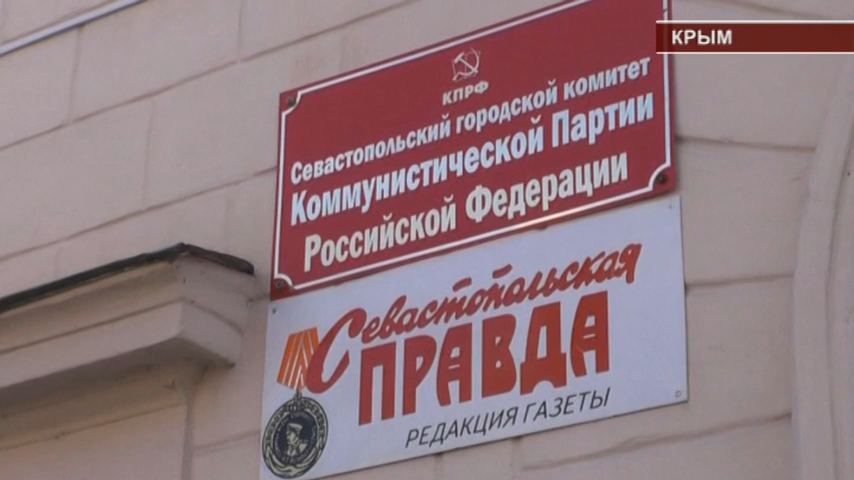 КРЫМ
КПРФ
Севастопольский городской комитет
Коммунистической Партии
Российской Федерации
Севастопольская
ПРАВДА
РЕДАКЦИЯ ГАЗЕТЫ